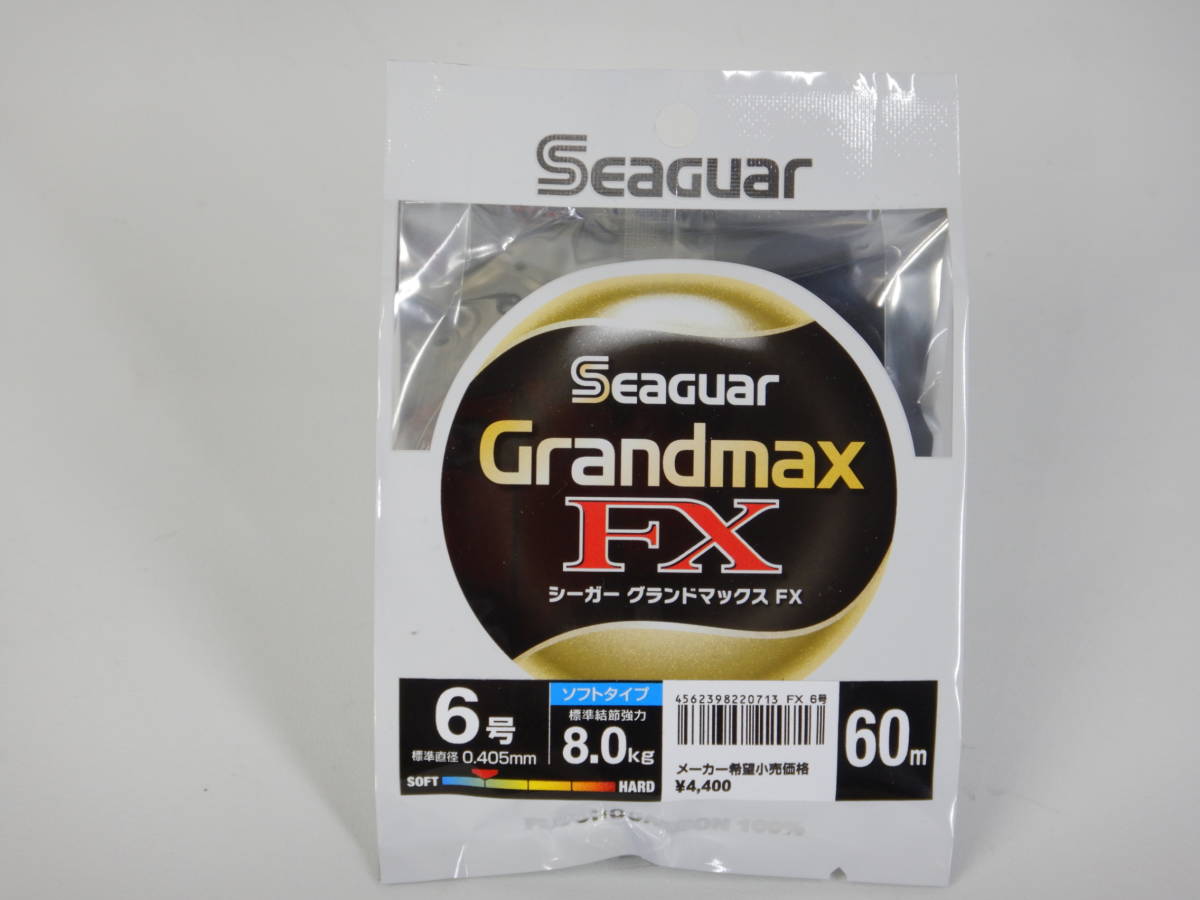 Seaguar
Seaguar
Grandmax
FX
シーガー グランドマックス FX
6号
標準直径 0.405mm
SOFT HARD
ソフトタイプ
標準結節強力
8.0kg
4562398220713 FX 6号
メーカー希望小売価格
¥4,400
60m
100%